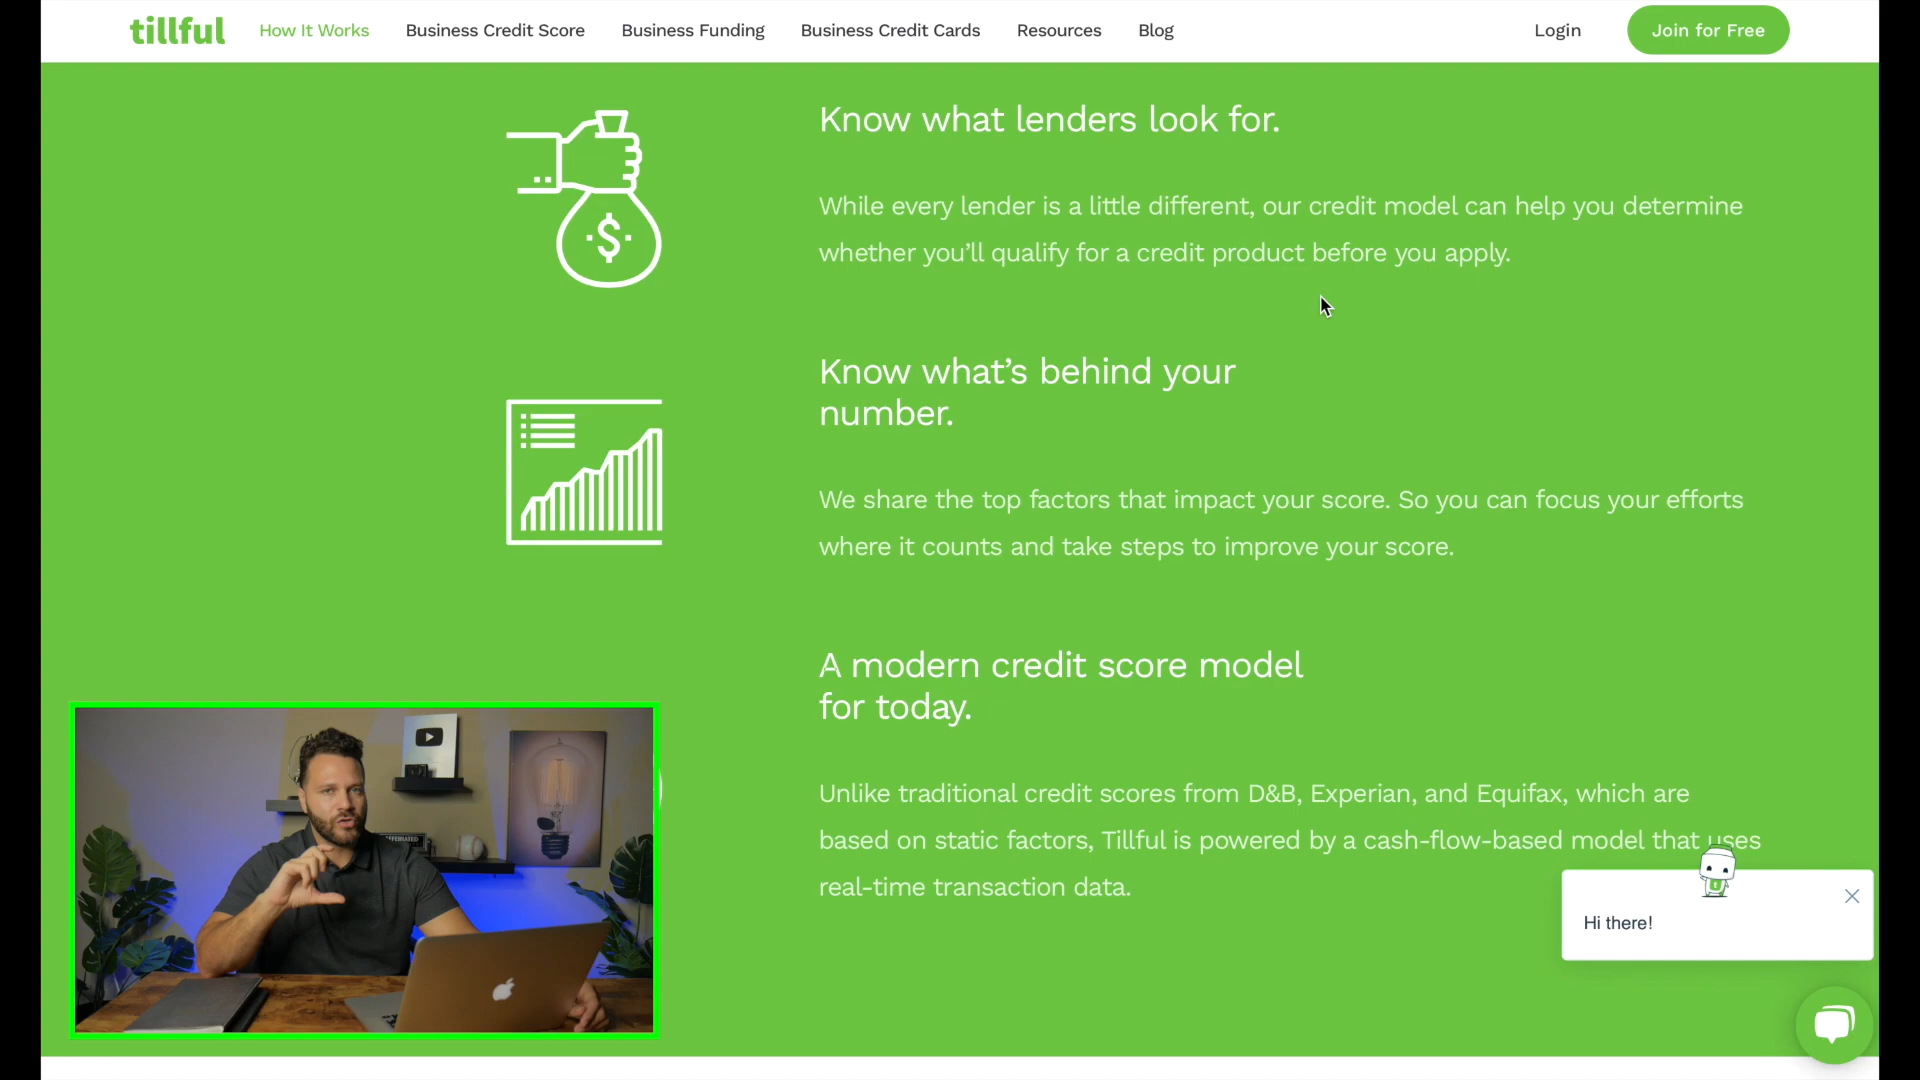 tillful How It Works Business Credit Score Business Funding Business Credit Cards Resources Blog Login Join for Free
Know what lenders look for.
While every lender is a little different, our credit model can help you determine
whether you’ll qualify for a credit product before you apply.
$
Know what’s behind your
number.
We share the top factors that impact your score. So you can focus your efforts
where it counts and take steps to improve your score.
A modern credit score model
for today.
Unlike traditional credit scores from D&B, Experian, and Equifax, which are
based on static factors, Tillful is powered by a cash-flow-based model that uses
real-time transaction data.
t
Hi there!